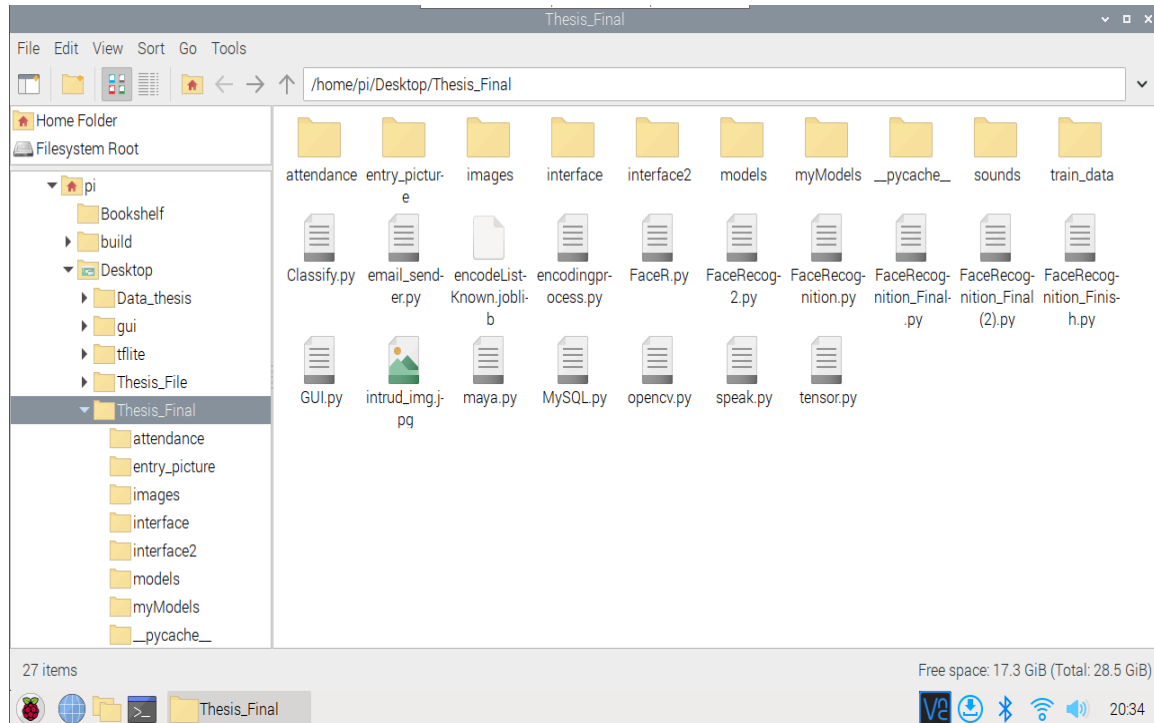 Thesis_Final
File Edit View Sort Go Tools
/home/pi/Desktop/Thesis_Final
Home Folder
Filesystem Root
pi
Bookshelf
build
Desktop
Data_thesis
gui
tflite
Thesis_File
Thesis_Final
attendance
entry_picture
images
interface
interface2
models
myModels
__pycache__
attendance entry_pictur- images interface interface2 models myModels __pycache__ sounds train_data
e
Classify.py email_send- encodeList- encodingpr- FaceR.py FaceRecog- FaceRecog- FaceRecog- FaceRecog- FaceRecog-
er.py Known.jobli- ocess.py 2.py nition.py nition_Final- nition_Final nition_Finis-
b .py (2).py h.py
GUI.py intrud_img.j- maya.py MySQL.py opencv.py speak.py tensor.py
pg
27 items Free space: 17.3 GiB (Total: 28.5 GiB)
Thesis_Final 20:34